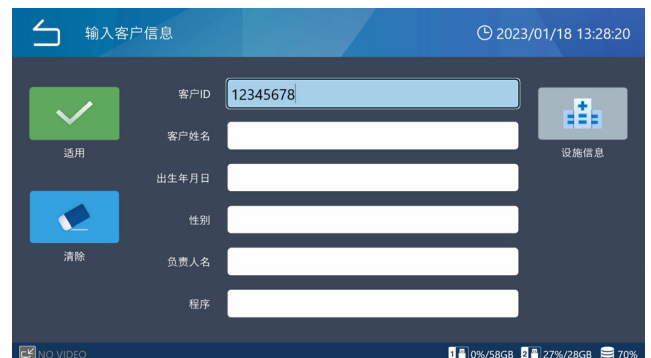 输入客户信息
2023/01/18 13:28:20
客户ID
12345678
客户姓名
适用
设施信息
出生年月日
性别
清除
负责人名
程序
NO VIDEO
1 0%/58GB 2 27%/28GB 70%